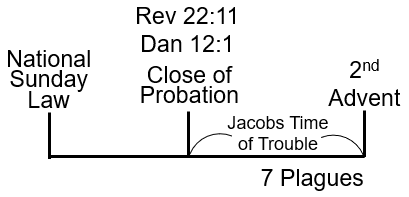 National
Sunday
Law
Rev 22:11
Dan 12:1
Close of
Probation
2nd
Advent
Jacobs Time
of Trouble
7 Plagues